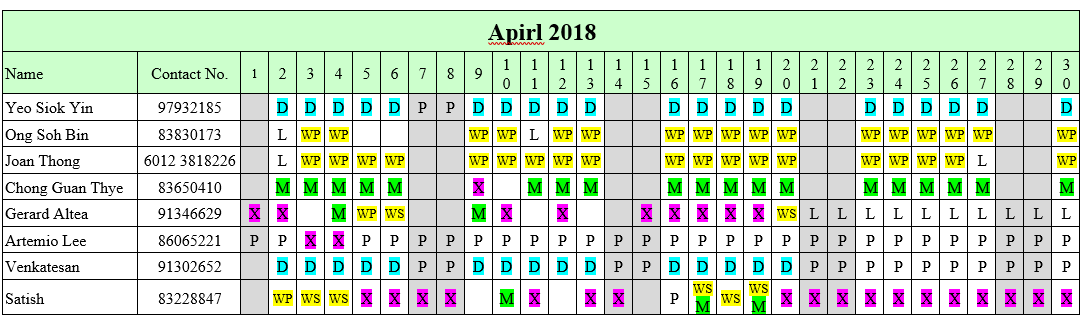 Apirl 2018
Name Contact No. 1 2 3 4 5 6 7 8 9 10 11 12 13 14 15 16 17 18 19 20 21 22 23 24 25 26 27 28 29 30
Yeo Siok Yin 97932185 D D D D D P P D D D D D D D D D D D D D D D D
Ong Soh Bin 83830173 L WP WP WP WP L WP WP WP WP WP WP WP WP WP WP WP WP WP
Joan Thong 6012 3818226 L WP WP WP WP WP WP WP WP WP WP WP WP WP WP WP WP WP WP L WP
Chong Guan Thye 83650410 M M M M M X M M M M M M M M M M M M M M
Gerard Altea 91346629 X X M WP WS M X X X X X X X WS L L L L L L L L L L
Artemio Lee 86065221 P P X X P P P P P P P P P P P P P P P P P P P P P P P P P P
Venkatesan 91302652 D D D D D P P D D D D D P P D D D D D P P P P P P P P P P
Satish 83228847 WP WS WS X X X X M X X X P WS M WS WS M X X X X X X X X X X X